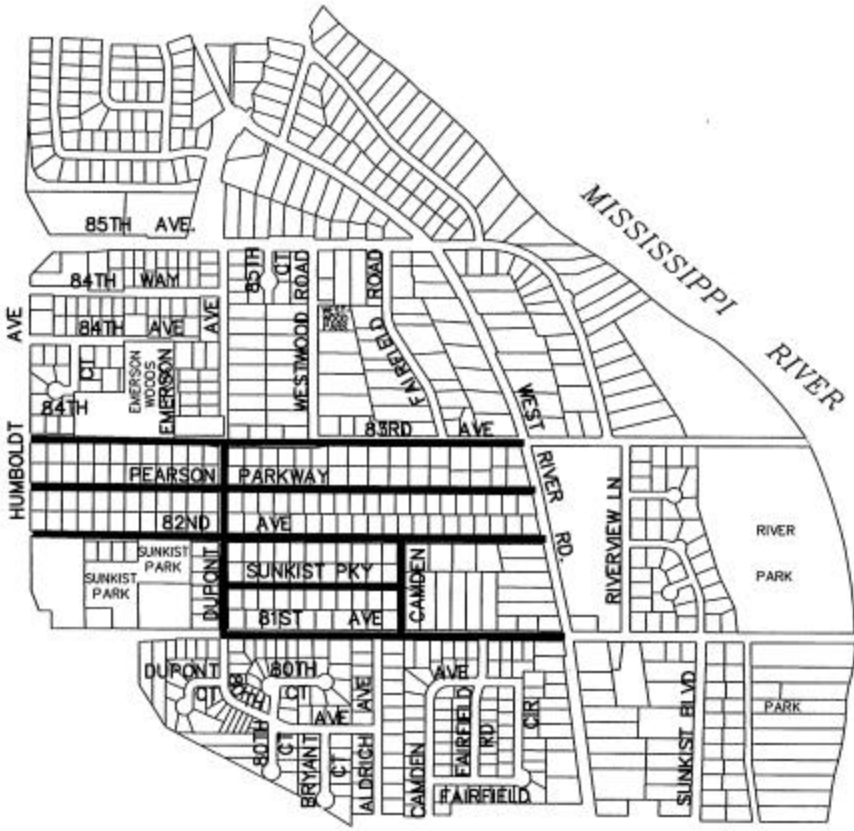 MISSISSIPPI
RIVER
85TH AVE.
84TH WAY
85TH
CT
WESTWOOD ROAD
FAIRFIELD ROAD
84TH AVE
AVE
EMERSON
WOODS
EMERSON
CT
84TH
HUMBOLDT AVE
83RD AVE
WEST RIVER RD.
PEARSON PARKWAY
82ND AVE
RIVERVIEW LN
RIVER
PARK
SUNKIST
PARK
SUNKIST
PARK
DUPONT
SUNKIST PKY
CAMDEN
81ST AVE
DUPONT
CT
80TH
CT
AVE
80TH
CT
BRYANT
CT
ALDRICH
AVE
CAMDEN
AVE
FAIRFIELD
RD
CIR
FAIRFIELD
SUNKIST BLVD
PARK